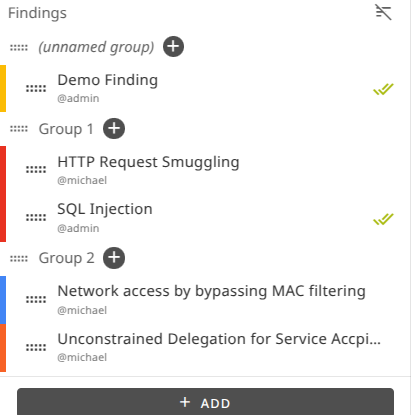 Findings
(unnamed group)
Demo Finding
@admin
Group 1
HTTP Request Smuggling
@michael
SQL Injection
@admin
Group 2
Network access by bypassing MAC filtering
@michael
Unconstrained Delegation for Service Accpi...
@michael
+ ADD